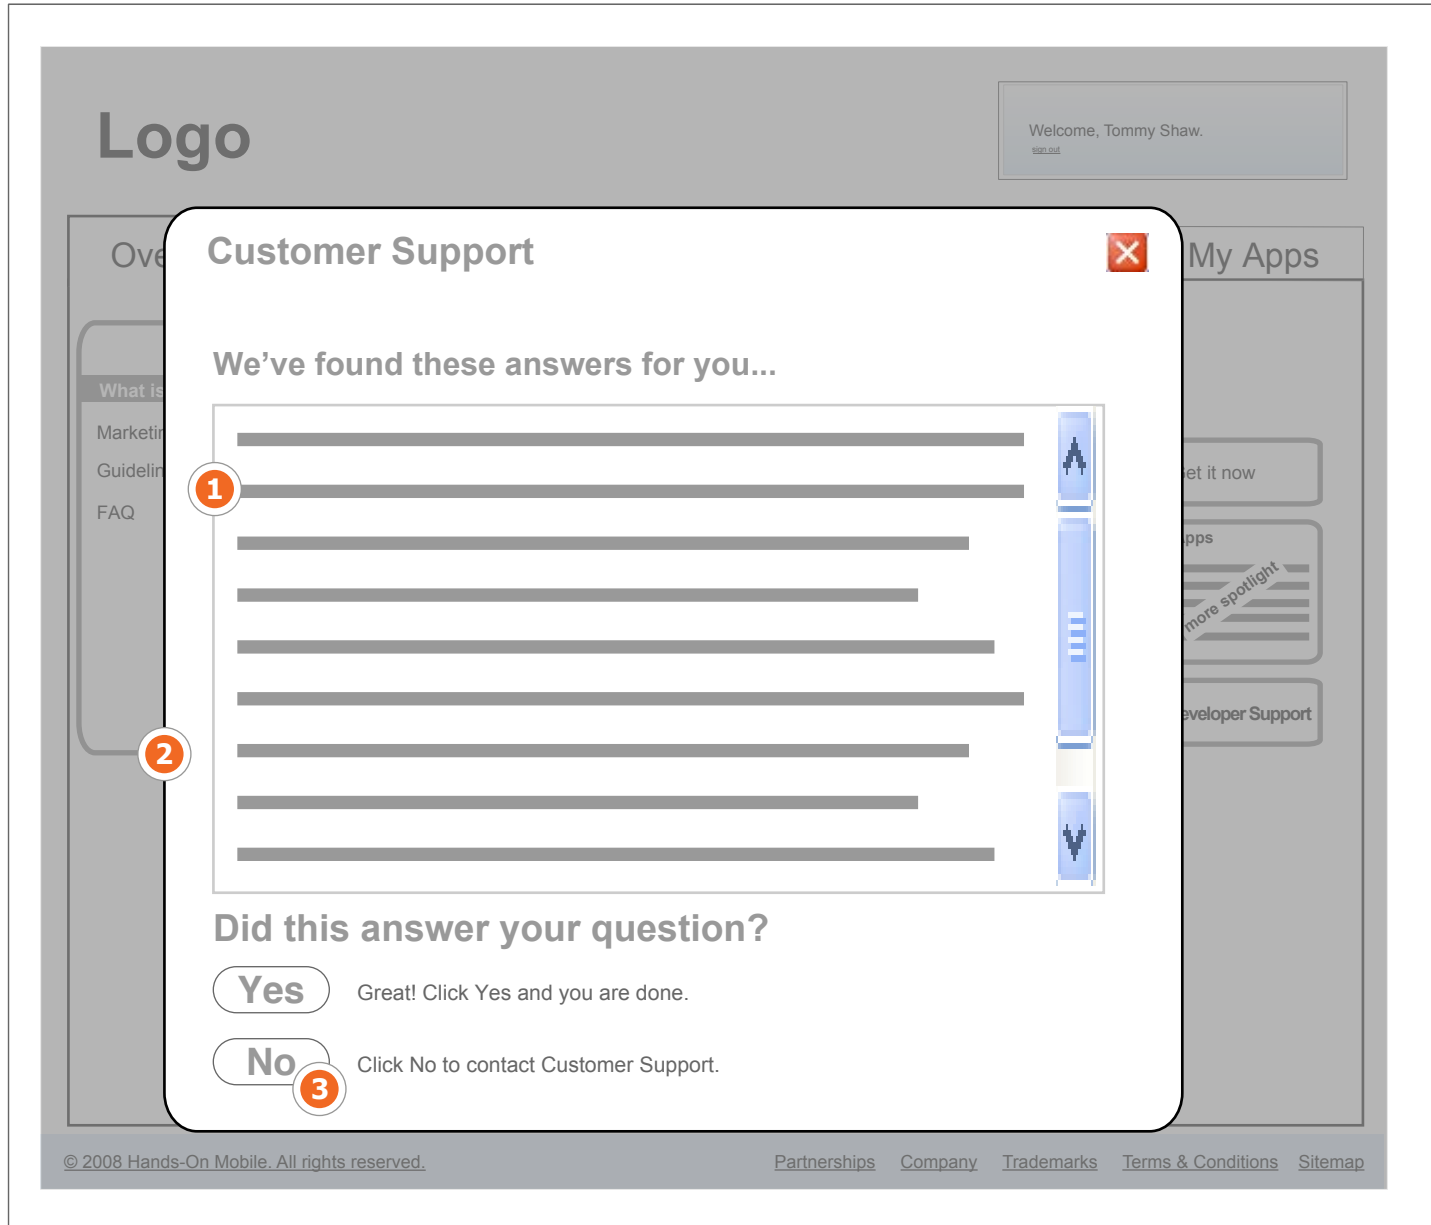 Logo
Welcome, Tommy Shaw.
sign out
Ove
Customer Support
My Apps
We've found these answers for you...
What is
Marketin
Guidelin
FAQ
1
et it now
pps
more spotlight
2
eveloper Support
Did this answer your question?
Yes
Great! Click Yes and you are done.
No
Click No to contact Customer Support.
3
© 2008 Hands-On Mobile. All rights reserved.
Partnerships Company Trademarks Terms & Conditions Sitemap